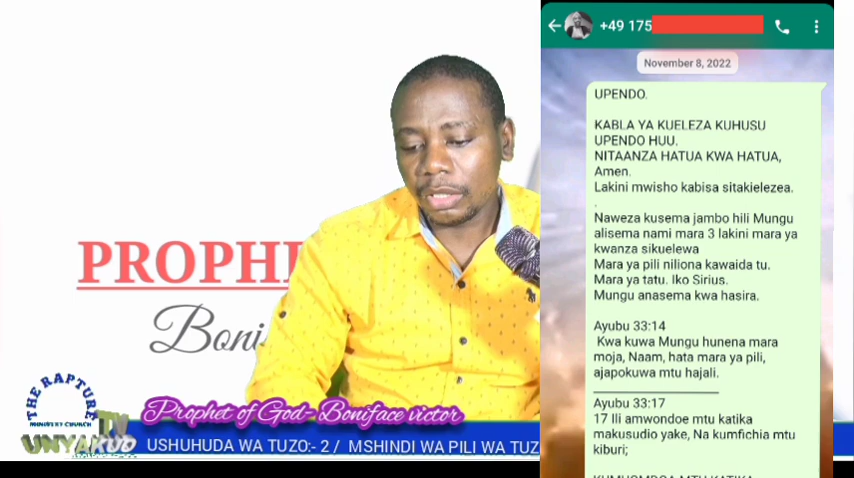 PROPHE
Boni
THE RAPTURE
MINISTRY CHURCH
TV
UNYAKUO
Prophet of God- Boniface victor
USHUHUDA WA TUZO:- 2 / MSHINDI WA PILI WA TUZ
+49 175
November 8, 2022
UPENDO.
KABLA YA KUELEZA KUHUSU
UPENDO HUU.
NITAANZA HATUA KWA HATUA,
Amen.
Lakini mwisho kabisa sitakielezea.
.
Naweza kusema jambo hili Mungu
alisema nami mara 3 lakini mara ya
kwanza sikuelewa
Mara ya pili niliona kawaida tu.
Mara ya tatu. Iko Sirius.
Mungu anasema kwa hasira.
Ayubu 33:14
Kwa kuwa Mungu hunena mara
moja, Naam, hata mara ya pili,
ajapokuwa mtu hajali.
Ayubu 33:17
17 Ili amwondoe mtu katika
makusudio yake, Na kumfichia mtu
kiburi;